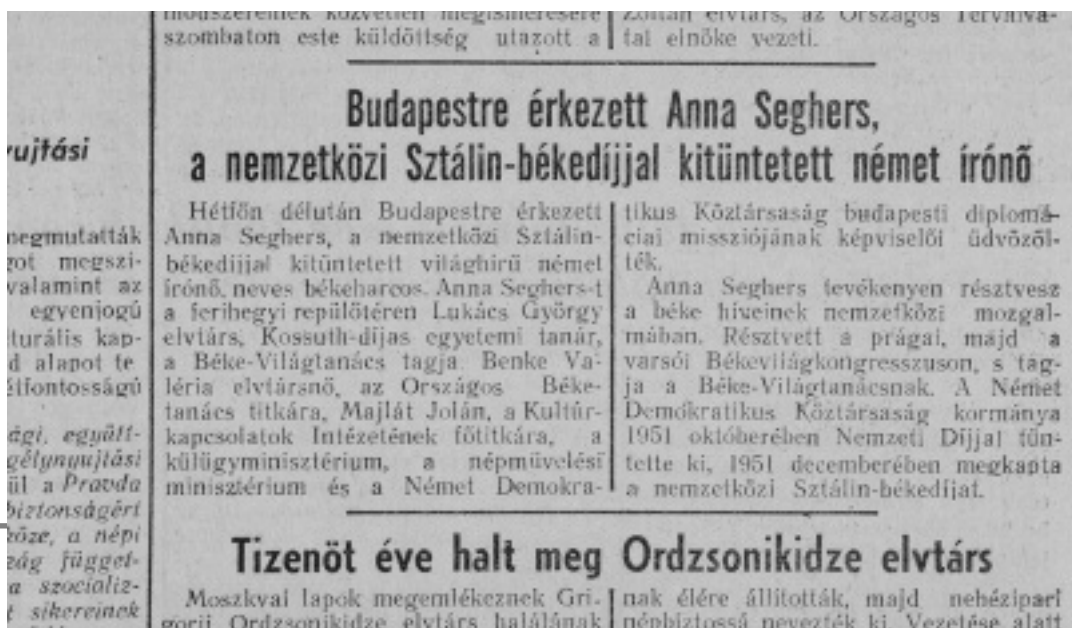 módszereinek közvetlen megismerésére
szombaton este küldöttség utazott a
Zoltán elvtárs, az Országos Tervhiva-
tal elnöke vezeti.
ujtási
megmutatták
got megszi-
valamint az
egyenjogú
turális kap-
d alapot te
étfontosságú
ági, együtt-
gélynyujtási
ül a Pravda
biztonságért
köze, a népi
zág függet-
a szocializ-
t sikereinek
Budapestre érkezett Anna Seghers,
a nemzetközi Sztálin-békedíjjal kitüntetett német írónő
Hétfőn délután Budapestre érkezett
Anna Seghers, a nemzetközi Sztálin-
békedíjjal kitüntetett világhírű német
írónő, neves békeharcos. Anna Seghers-t
a ferihegyi repülőtéren Lukács György
elvtárs, Kossuth-díjas egyetemi tanár,
a Béke-Világtanács tagja. Benke Va-
léria elvtársnő, az Országos Béke-
tanács titkára, Majlát Jolán, a Kultúr-
kapcsolatok Intézetének főtitkára, a
külügyminisztérium, a népművelési
minisztérium és a Német Demokra-
tikus Köztársaság budapesti diplomá-
ciai missziójának képviselői üdvözöl-
ték.
Anna Seghers tevékenyen résztvesz
a béke híveinek nemzetközi mozgal-
mában. Résztvett a prágai, majd a
varsói Békevilágkongresszuson, s tag-
ja a Béke-Világtanácsnak. A Német
Demokratikus Köztársaság kormánya
1951 októberében Nemzeti Díjjal tün-
tette ki, 1951 decemberében megkapta
a nemzetközi Sztálin-békedíjat.
Tizenöt éve halt meg Ordzsonikidze elvtárs
Moszkvai lapok megemlékeznek Gri-
gorij Ordzsonikidze elvtárs halálának
nak élére állították, majd nehézipari
népbiztossá nevezték ki. Vezetése alatt